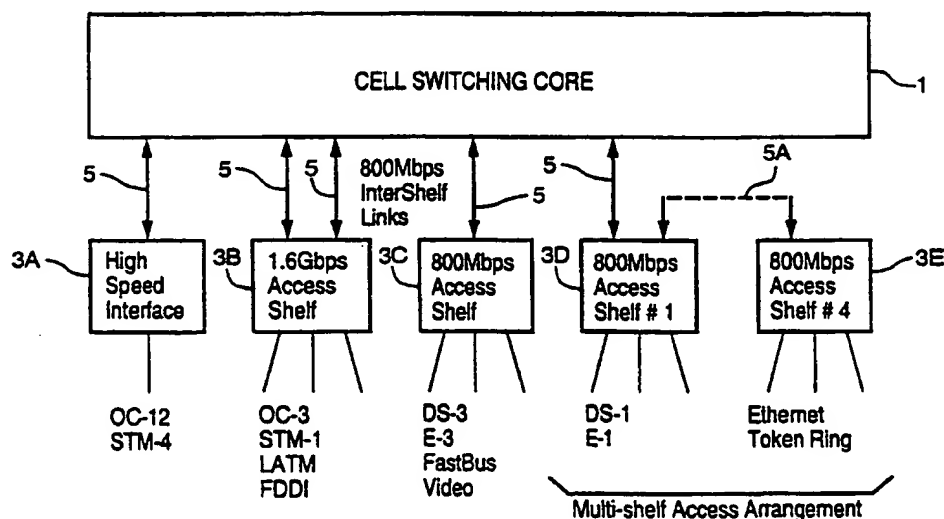 CELL SWITCHING CORE
1
5
5
5
800Mbps
InterShelf
Links
5
5
5A
3A
High
Speed
Interface
3B
1.6Gbps
Access
Shelf
3C
800Mbps
Access
Shelf
3D
800Mbps
Access
Shelf # 1
800Mbps
Access
Shelf # 4
3E
OC-12
STM-4
OC-3
STM-1
LATM
FDDI
DS-3
E-3
FastBus
Video
DS-1
E-1
Ethernet
Token Ring
Multi-shelf Access Arrangement